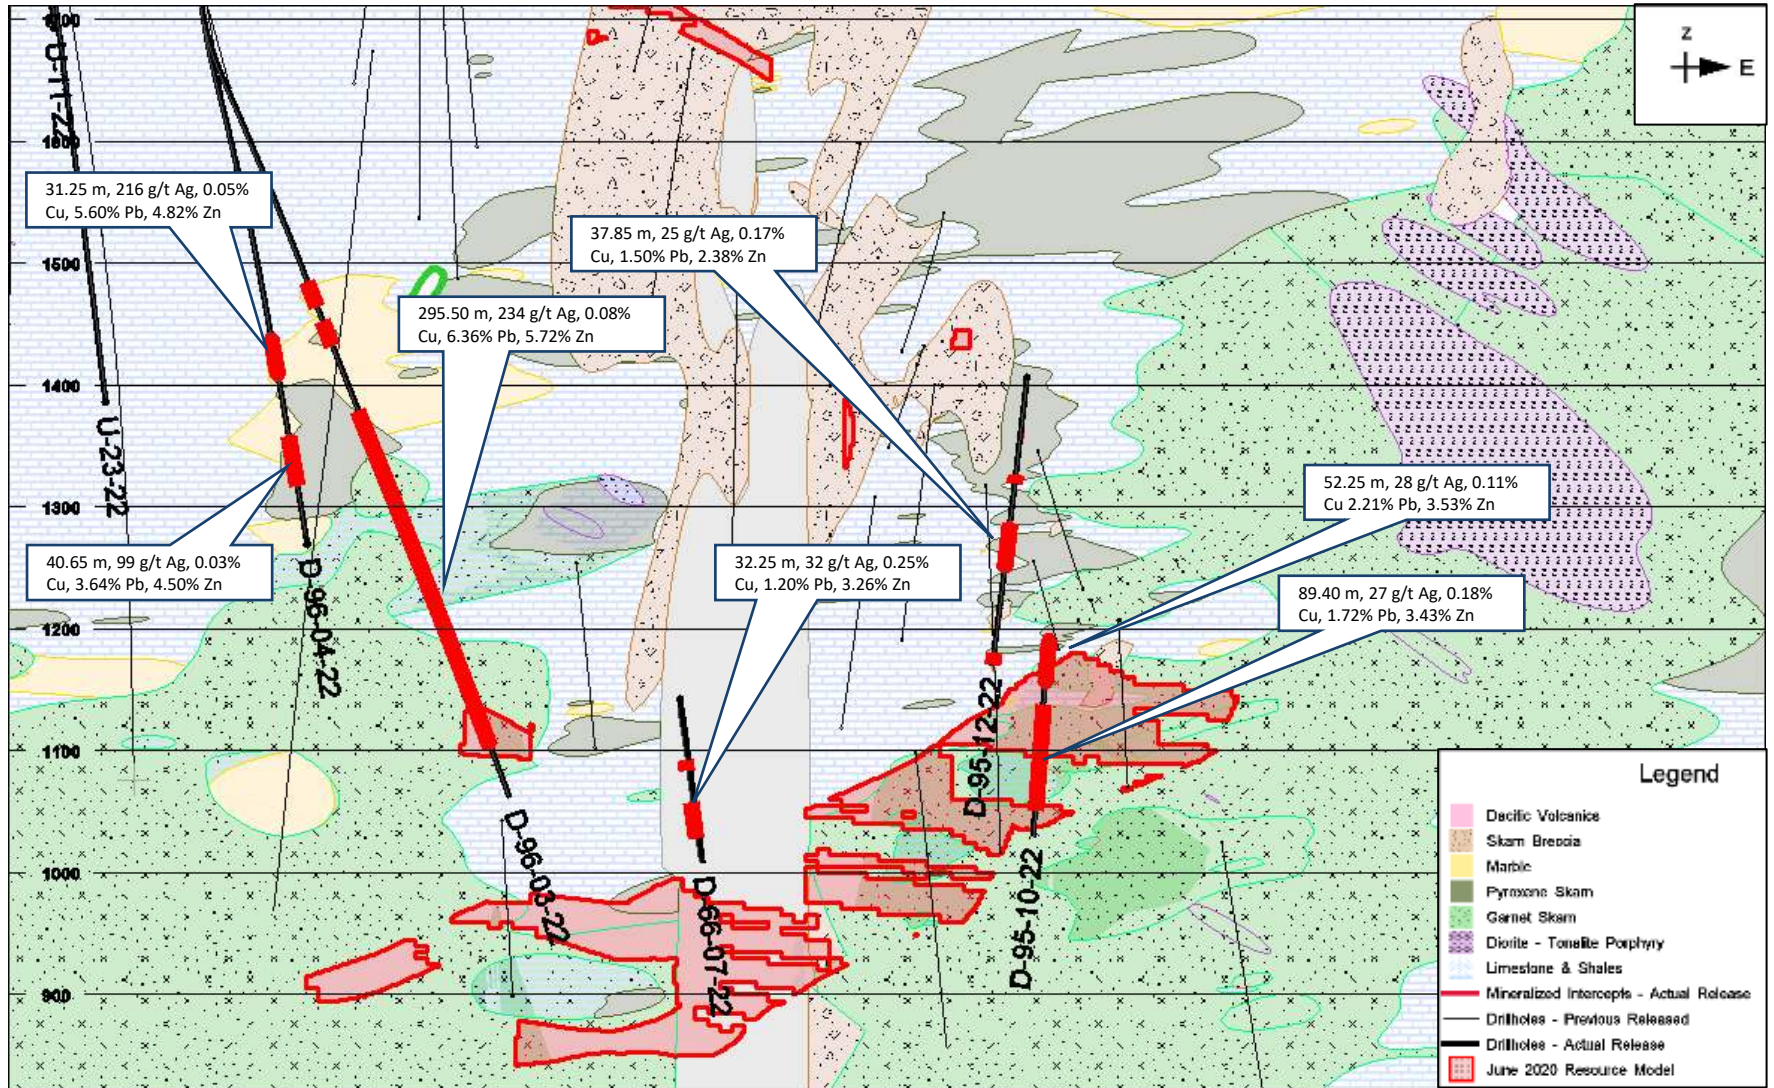 Z
E
1600
1500
1400
1300
1200
1100
1000
900
U-23-22
D-96-04-22
D-96-03-22
D-66-07-22
D-95-12-22
D-95-10-22
31.25 m, 216 g/t Ag, 0.05%
Cu, 5.60% Pb, 4.82% Zn
37.85 m, 25 g/t Ag, 0.17%
Cu, 1.50% Pb, 2.38% Zn
295.50 m, 234 g/t Ag, 0.08%
Cu, 6.36% Pb, 5.72% Zn
52.25 m, 28 g/t Ag, 0.11%
Cu 2.21% Pb, 3.53% Zn
40.65 m, 99 g/t Ag, 0.03%
Cu, 3.64% Pb, 4.50% Zn
32.25 m, 32 g/t Ag, 0.25%
Cu, 1.20% Pb, 3.26% Zn
89.40 m, 27 g/t Ag, 0.18%
Cu, 1.72% Pb, 3.43% Zn
Legend
Dacitic Volcanics
Skarn Breccia
Marble
Pyroxene Skarn
Garnet Skarn
Diorite - Tonalite Porphyry
Limestone & Shales
Mineralized Intercepts - Actual Release
Drillholes - Previous Released
Drillholes - Actual Release
June 2020 Resource Model